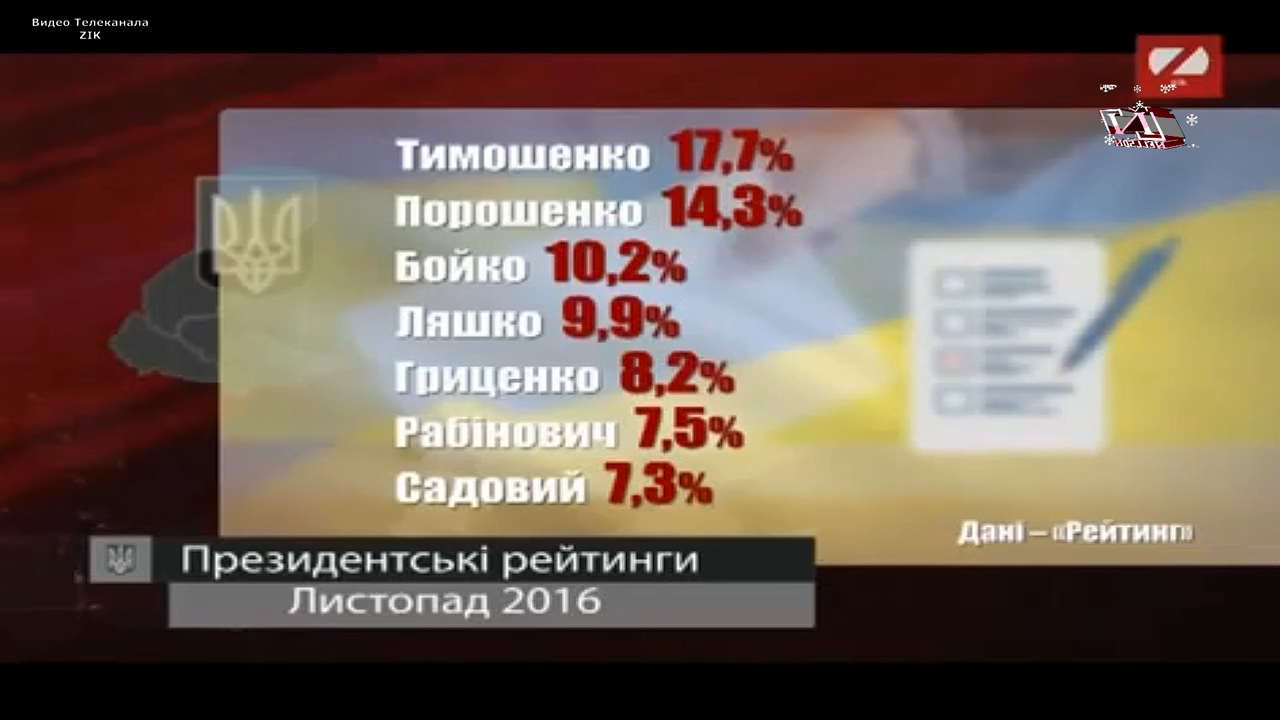 Видео Телеканала
ZIK
Тимошенко 17,7%
Порошенко 14,3%
Бойко 10,2%
Ляшко 9,9%
Гриценко 8,2%
Рабінович 7,5%
Садовий 7,3%
Дані – «Рейтинг»
Президентські рейтинги
Листопад 2016